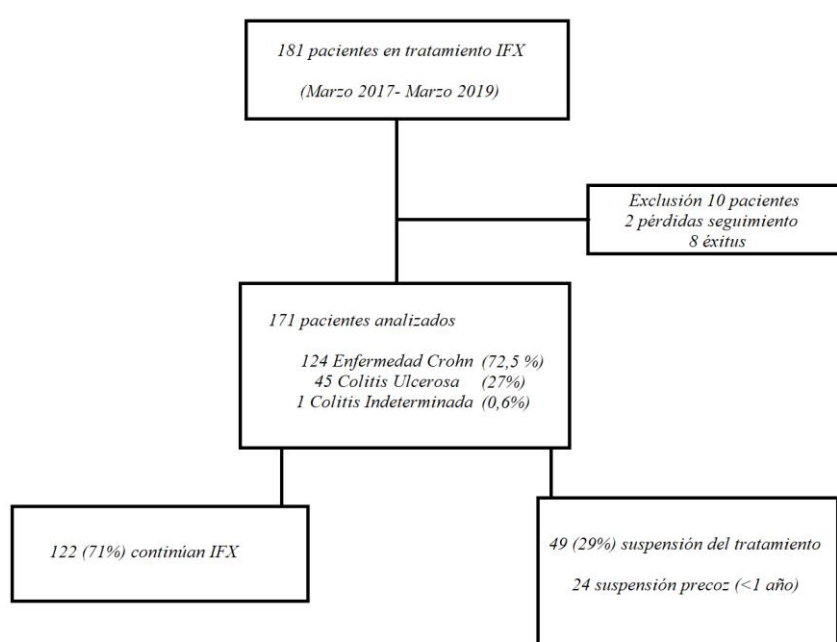 181 pacientes en tratamiento IFX
(Marzo 2017- Marzo 2019)
Exclusión 10 pacientes
2 pérdidas seguimiento
8 éxitus
171 pacientes analizados
124 Enfermedad Crohn (72,5 %)
45 Colitis Ulcerosa (27%)
1 Colitis Indeterminada (0,6%)
122 (71%) continúan IFX
49 (29%) suspensión del tratamiento
24 suspensión precoz (<1 año)